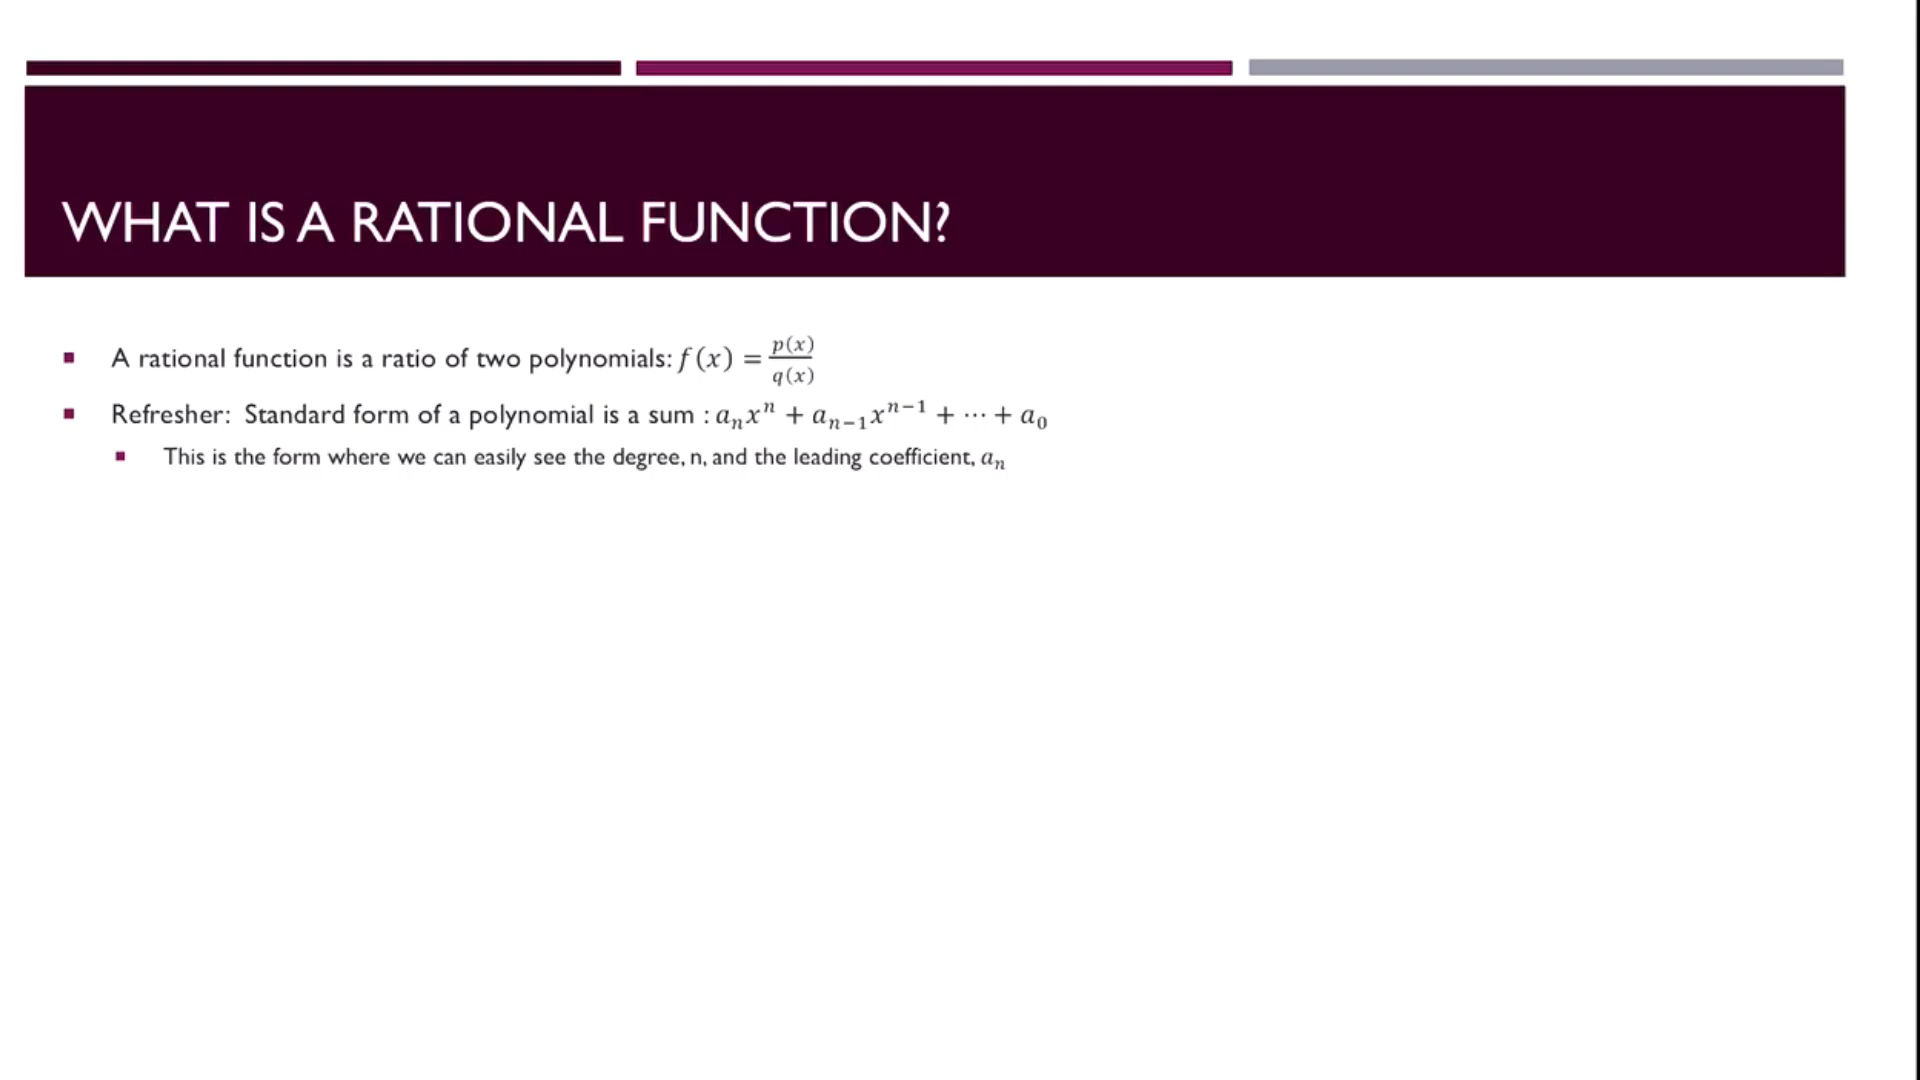 WHAT IS A RATIONAL FUNCTION?
▪ A rational function is a ratio of two polynomials: $f(x) = \frac{p(x)}{q(x)}$
▪ Refresher:  Standard form of a polynomial is a sum : $a_n x^n + a_{n-1} x^{n-1} + \cdots + a_0$
▪ This is the form where we can easily see the degree, n, and the leading coefficient, $a_n$